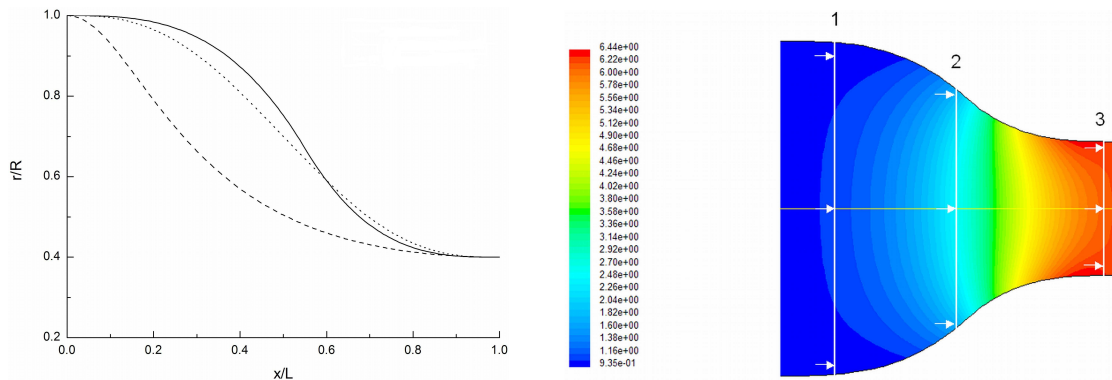 1.0
0.8
r/R
0.6
0.4
0.2
0.0
0.2
0.4
0.6
0.8
1.0
x/L
6.44e+00
6.22e+00
5.78e+00
5.56e+00
5.34e+00
5.12e+00
4.90e+00
4.68e+00
4.46e+00
4.24e+00
4.02e+00
3.80e+00
3.58e+00
3.36e+00
3.14e+00
2.92e+00
2.70e+00
2.48e+00
2.26e+00
2.04e+00
1.82e+00
1.60e+00
1.38e+00
1.16e+00
9.35e-01
1
2
3